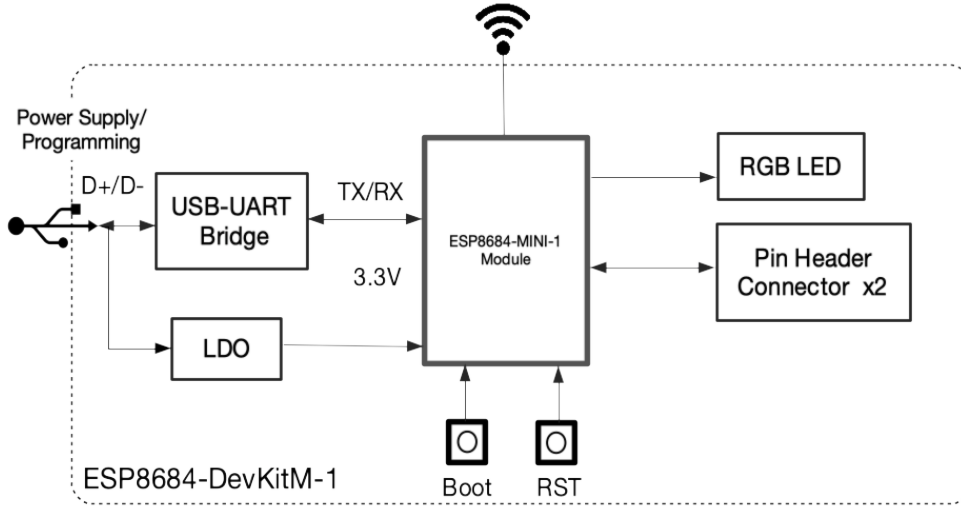 Power Supply/
Programming
D+/D-
USB-UART
Bridge
TX/RX
3.3V
LDO
ESP8684-MINI-1
Module
RGB LED
Pin Header
Connector x2
Boot
RST
ESP8684-DevKitM-1